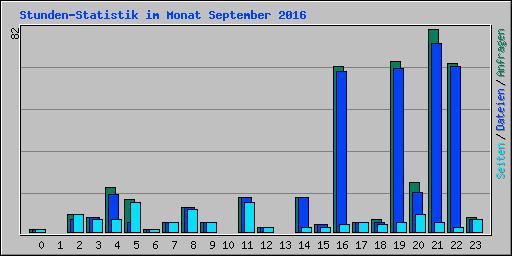 Stunden-Statistik im Monat September 2016
82
Seiten/Dateien/Anfragen
0 1 2 3 4 5 6 7 8 9 10 11 12 13 14 15 16 17 18 19 20 21 22 23